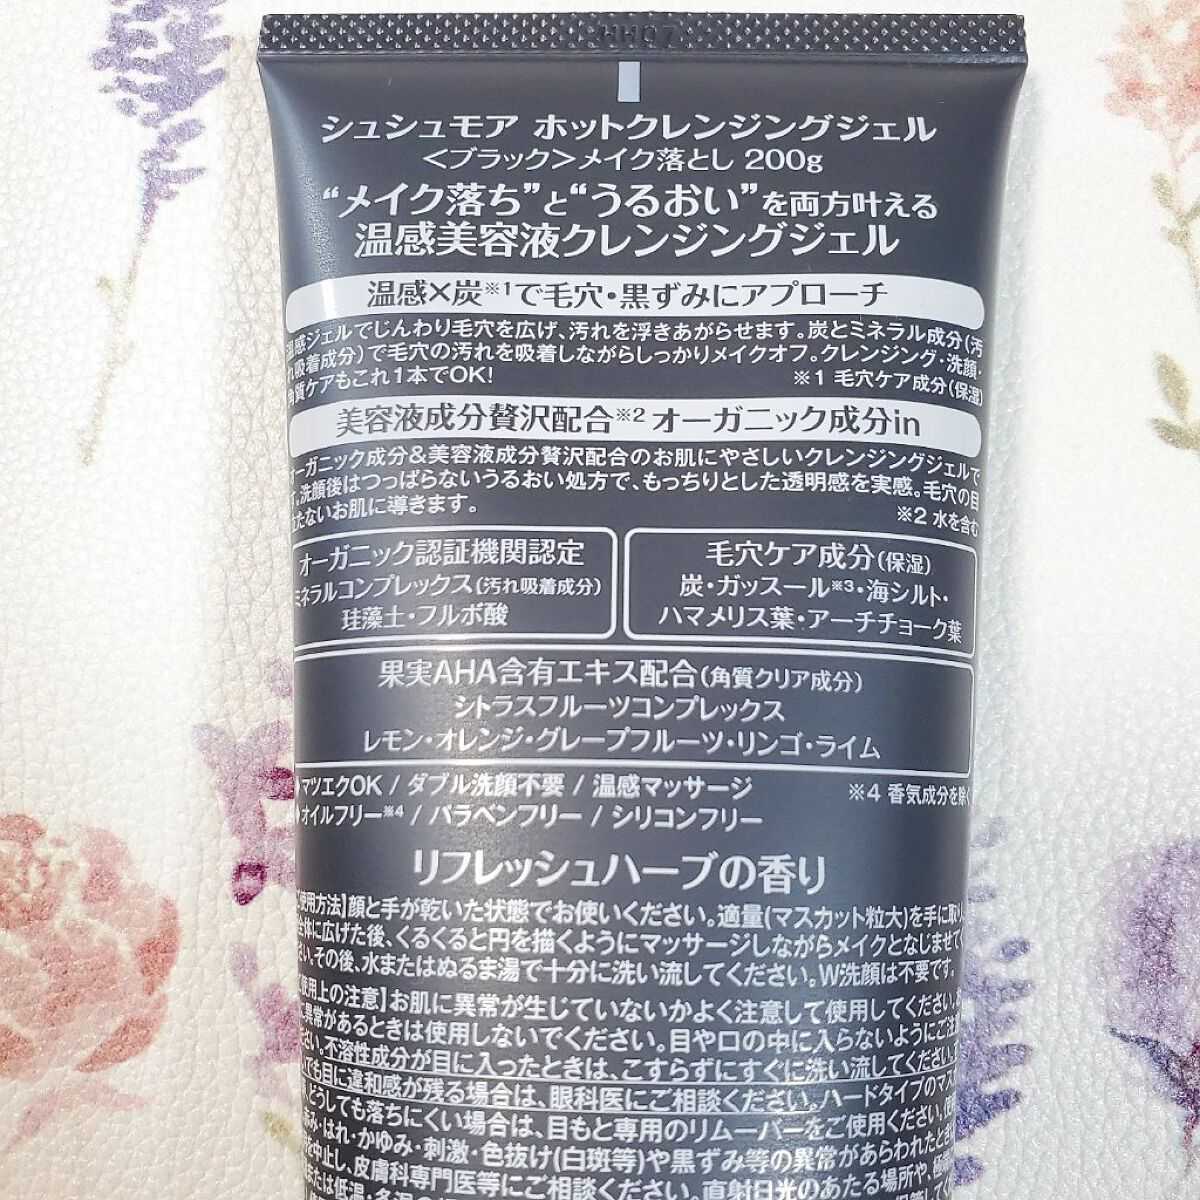 HH07
シュシュモア ホットクレンジングジェル
＜ブラック＞メイク落とし 200g
“メイク落ち”と“うるおい”を両方叶える
温感美容液クレンジングジェル
温感×炭※1で毛穴・黒ずみにアプローチ
温感ジェルでじんわり毛穴を広げ、汚れを浮きあがらせます。炭とミネラル成分(汚
れ吸着成分)で毛穴の汚れを吸着しながらしっかりメイクオフ。クレンジング・洗顔・
角質ケアもこれ1本でOK! ※1 毛穴ケア成分(保湿)
美容液成分贅沢配合※2 オーガニック成分in
オーガニック成分&美容液成分贅沢配合のお肌にやさしいクレンジングジェルで
す。洗顔後はつっぱらないうるおい処方で、もっちりとした透明感を実感。毛穴の目
立たないお肌に導きます。 ※2 水を含む
オーガニック認証機関認定
ミネラルコンプレックス(汚れ吸着成分)
珪藻土・フルボ酸
毛穴ケア成分(保湿)
炭・ガッスール※3・海シルト・
ハマメリス葉・アーチチョーク葉
果実AHA含有エキス配合(角質クリア成分)
シトラスフルーツコンプレックス
レモン・オレンジ・グレープフルーツ・リンゴ・ライム
マツエクOK / ダブル洗顔不要 / 温感マッサージ ※4 香気成分を除く
オイルフリー※4 / パラベンフリー / シリコンフリー
リフレッシュハーブの香り
使用方法】顔と手が乾いた状態でお使いください。適量(マスカット粒大)を手に取り
全体に広げた後、くるくると円を描くようにマッサージしながらメイクとなじませて
さい。その後、水またはぬるま湯で十分に洗い流してください。W洗顔は不要です。
使用上の注意】お肌に異常が生じていないかよく注意して使用してください。
に異常があるときは使用しないでください。目や口の中に入らないようにご注
さい。不溶性成分が目に入ったときは、こすらずにすぐに洗い流してください。
でも目に違和感が残る場合は、眼科医にご相談ください。ハードタイプのマス
どうしても落ちにくい場合は、目もと専用のリムーバーをご使用ください。
はれ・かゆみ・刺激・色抜け(白斑等)や黒ずみ等の異常があらわれたとき
を中止し、皮膚科専門医等にご相談ください。直射日光のあたる場所や、
または低温・多湿の